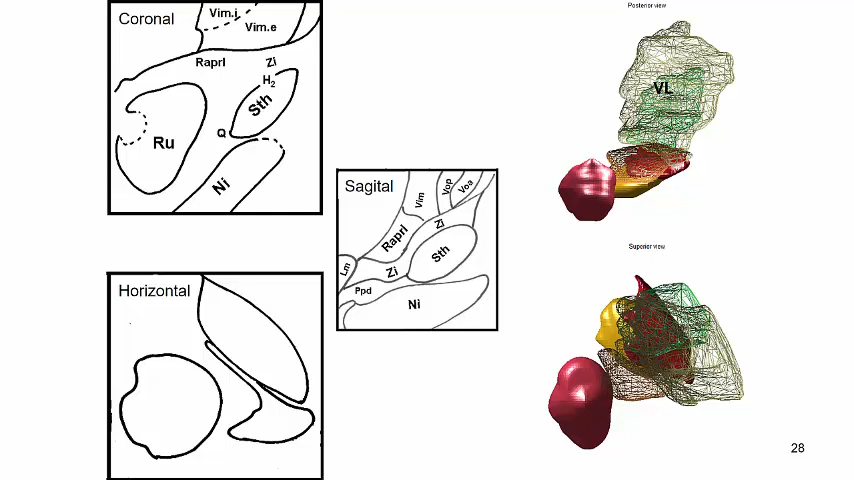 Coronal
Vim.i
Vim.e
Raprl
Zi
H2
Sth
Q
Ru
Ni
Sagital
Vim
Vop
Voa
Raprl
Zi
Sth
Lm
Zi
Ppd
Ni
Horizontal
Posterior view
VL
Superior view
28